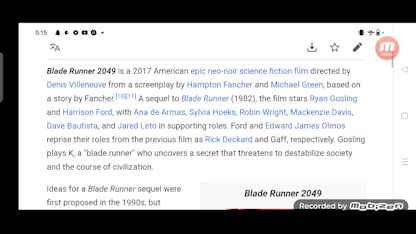 5:15
Blade Runner 2049 is a 2017 American epic neo-noir science fiction film directed by
Denis Villeneuve from a screenplay by Hampton Fancher and Michael Green, based on
a story by Fancher.[10][11] A sequel to Blade Runner (1982), the film stars Ryan Gosling
and Harrison Ford, with Ana de Armas, Sylvia Hoeks, Robin Wright, Mackenzie Davis,
Dave Bautista, and Jared Leto in supporting roles. Ford and Edward James Olmos
reprise their roles from the previous film as Rick Deckard and Gaff, respectively. Gosling
plays K, a "blade runner" who uncovers a secret that threatens to destabilize society
and the course of civilization.
Ideas for a Blade Runner sequel were
first proposed in the 1990s, but
Blade Runner 2049
Recorded by Mobizen